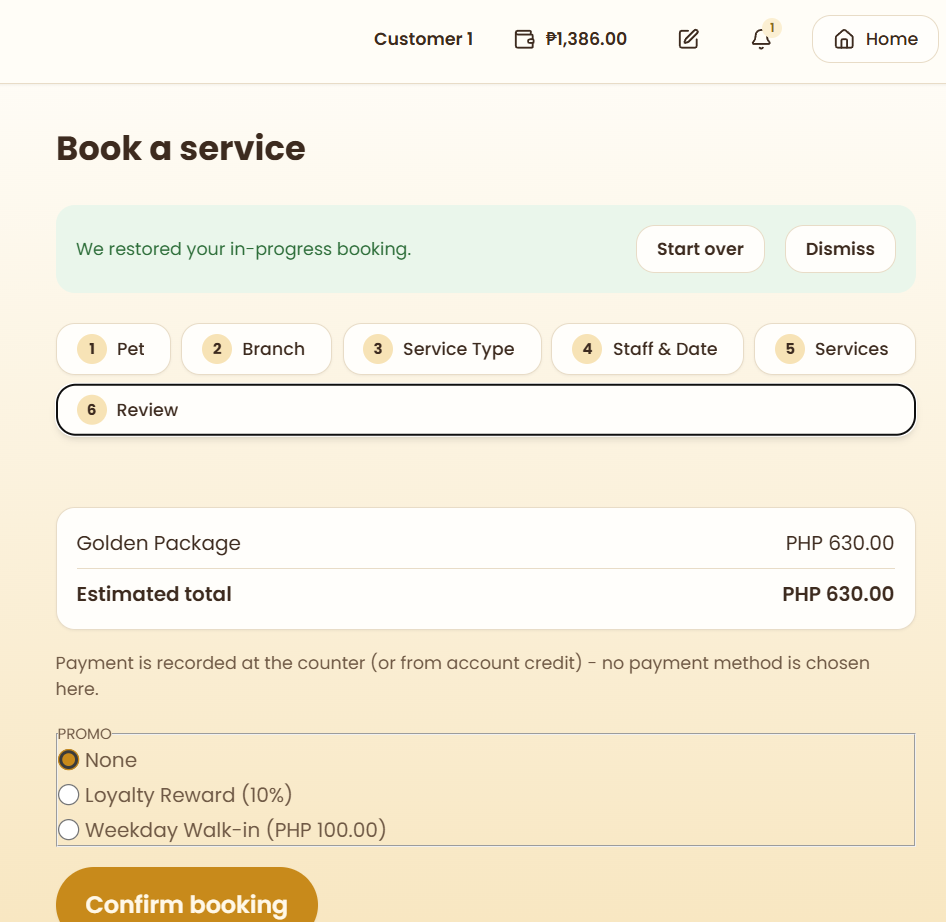 Customer 1 ₱1,386.00 1 Home
Book a service
We restored your in-progress booking. Start over Dismiss
1 Pet 2 Branch 3 Service Type 4 Staff & Date 5 Services
6 Review
Golden Package PHP 630.00
Estimated total PHP 630.00
Payment is recorded at the counter (or from account credit) - no payment method is chosen
here.
PROMO
None
Loyalty Reward (10%)
Weekday Walk-in (PHP 100.00)
Confirm booking